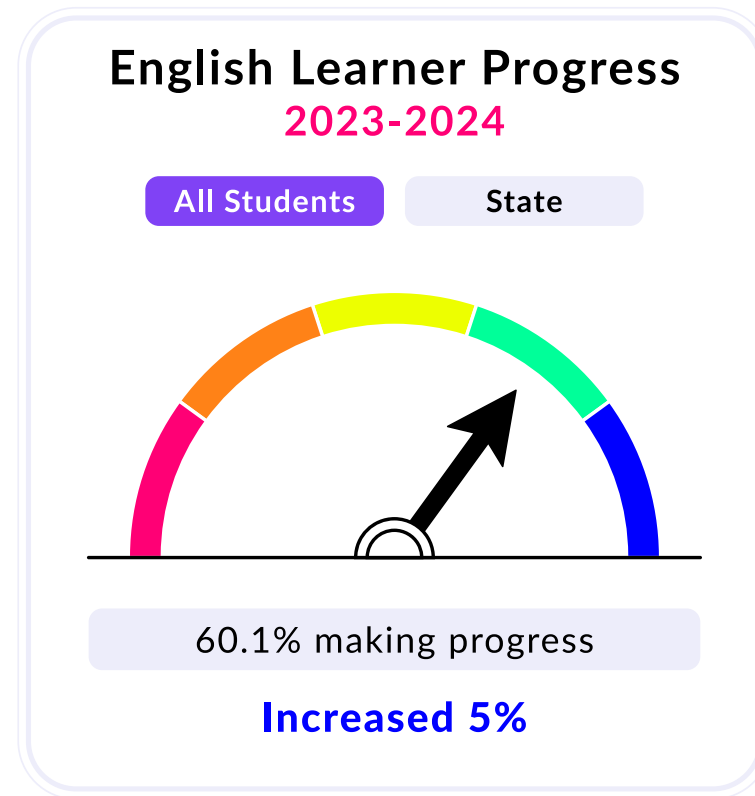 English Learner Progress
2023-2024
All Students State
60.1% making progress
Increased 5%